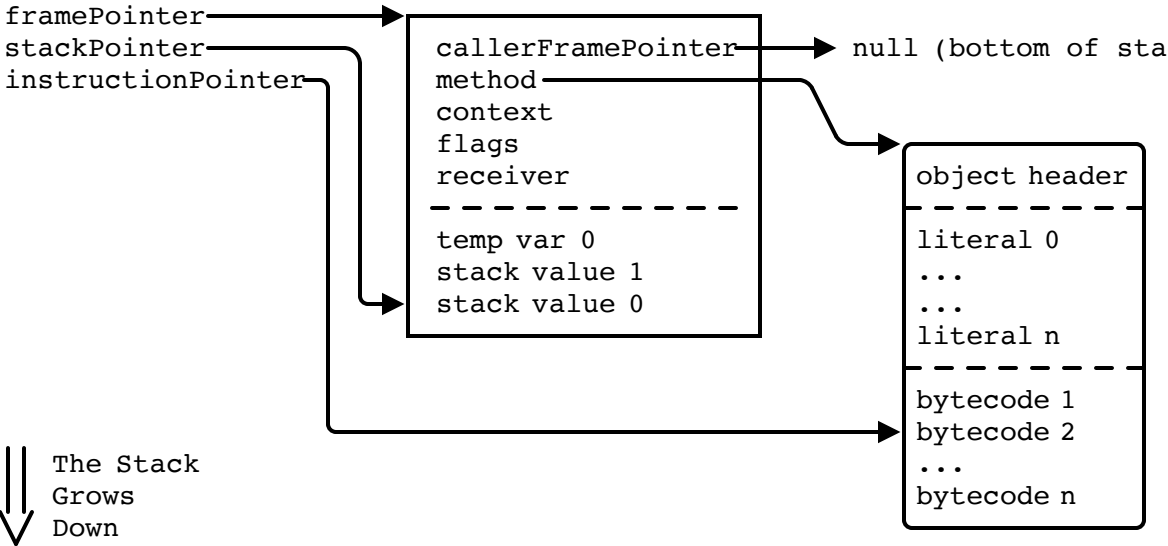 framePointer
stackPointer
instructionPointer
callerFramePointer
null (bottom of sta
method
context
flags
receiver
temp var 0
stack value 1
stack value 0
object header
literal 0
...
...
literal n
bytecode 1
bytecode 2
...
bytecode n
The Stack
Grows
Down